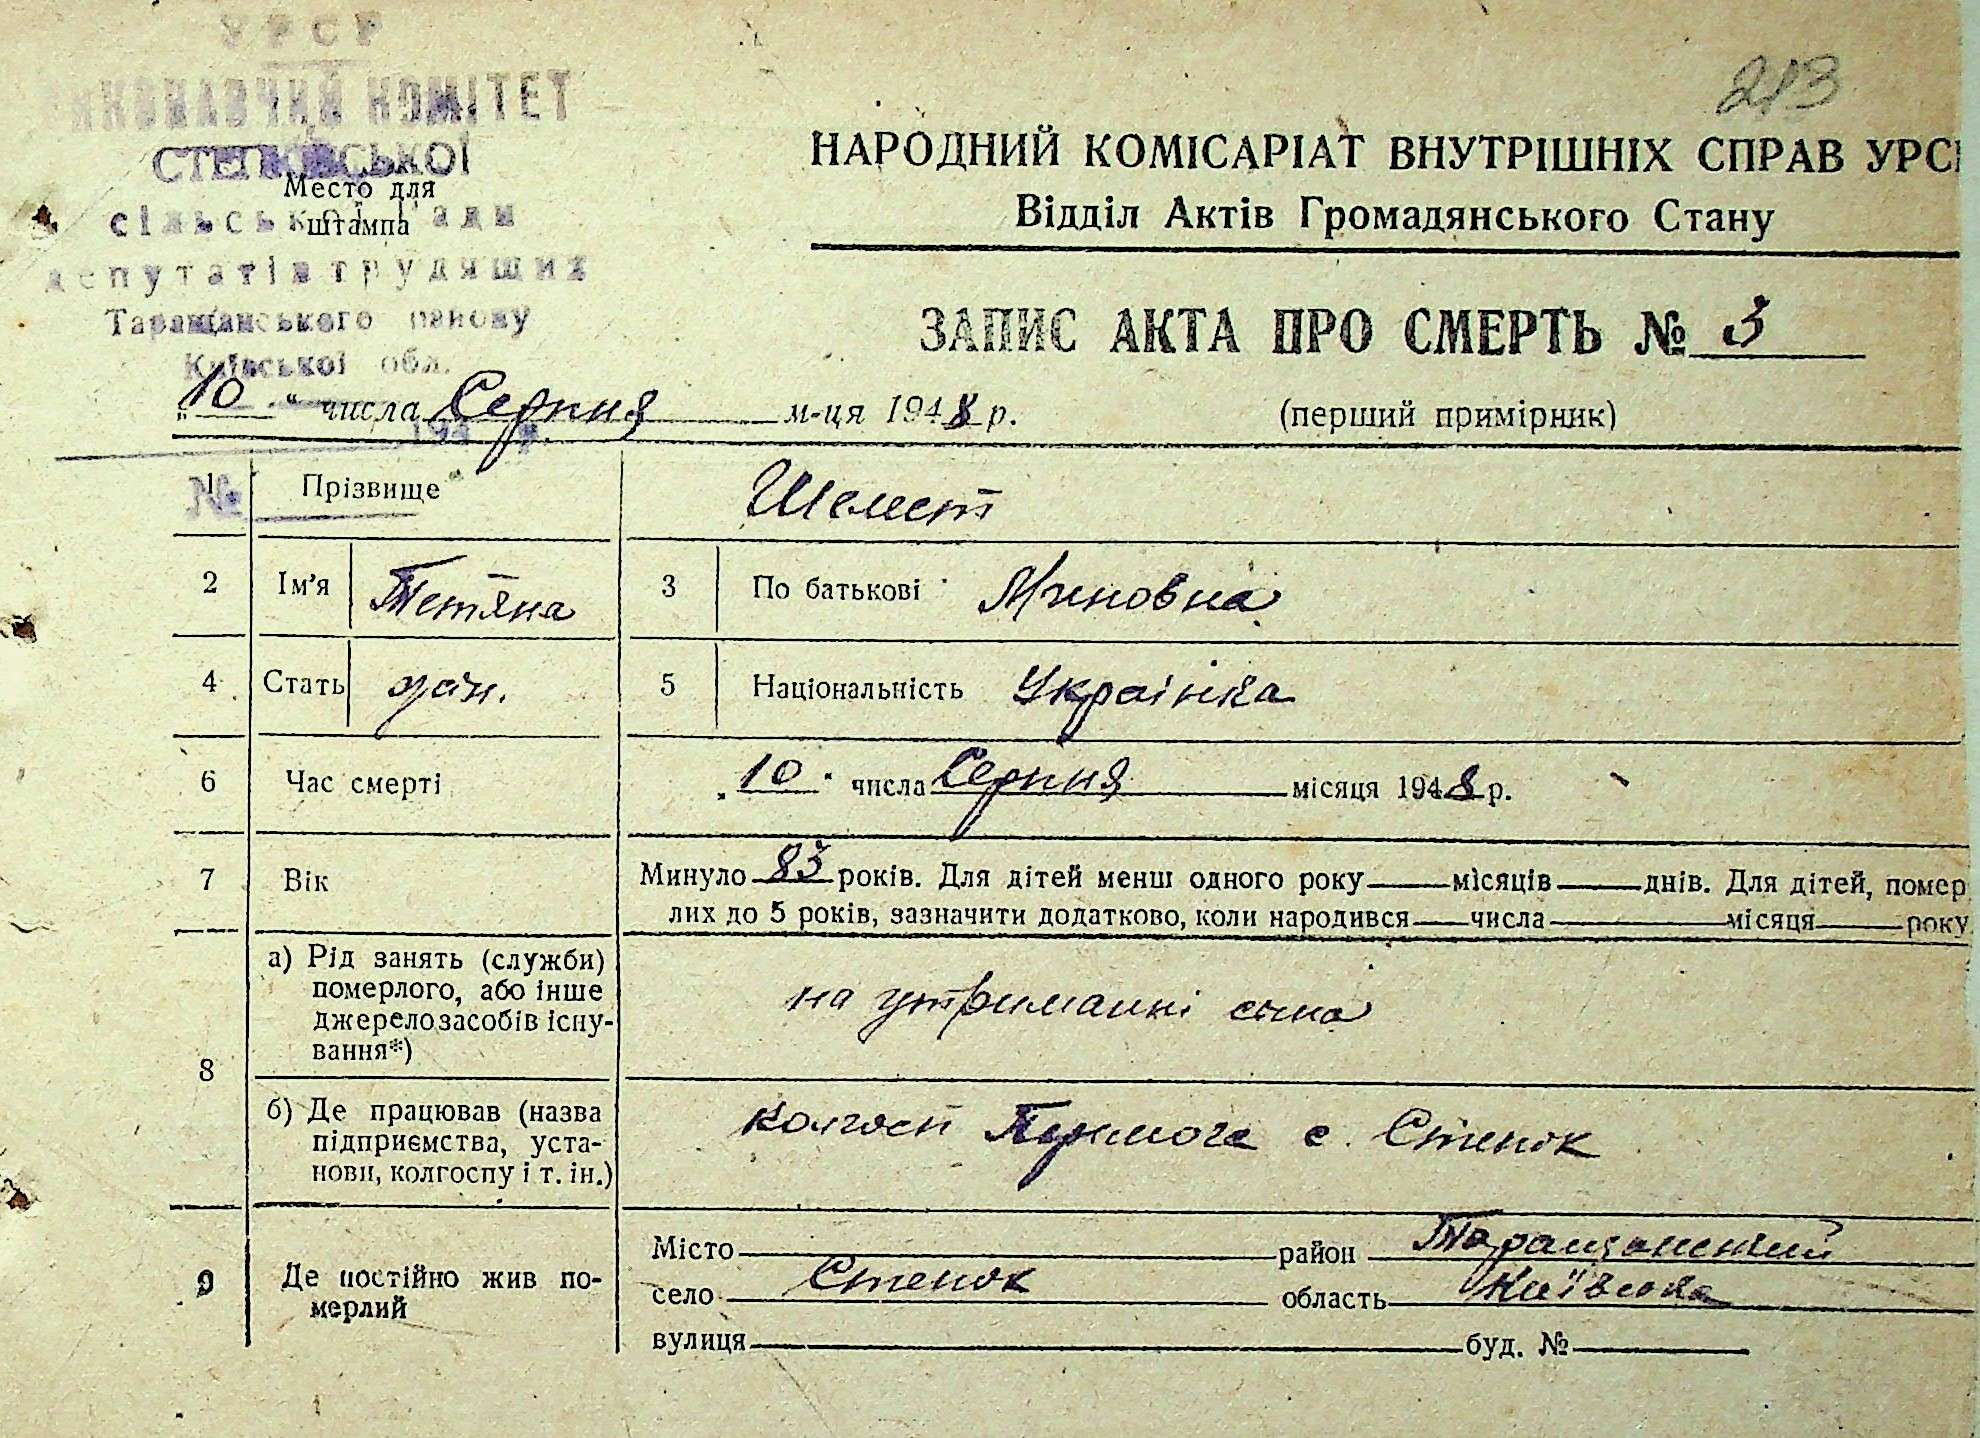 УРСР
213
ВИКОНАВЧИЙ КОМІТЕТ
СТЕПКІВСЬКОЇ
Место для
штампа
сільської Ради
депутатів трудящих
Таращанського району
Київської обл.
НАРОДНИЙ КОМІСАРІАТ ВНУТРІШНІХ СПРАВ УРСР
Відділ Актів Громадянського Стану
ЗАПИС АКТА ПРО СМЕРТЬ № 3
„10“ числа Серпня м-ця 1948 р.
(перший примірник)
№
1 Прізвище Шелест
2 Ім'я Тетяна 3 По батькові
4 Стать жін. 5 Національність Українка
6 Час смерті „10“ числа Серпня місяця 1948 р.
7 Вік Минуло 83 років. Для дітей менш одного року — місяців — днів. Для дітей, помер
лих до 5 років, зазначити додатково, коли народився — числа — місяця — року
8 а) Рід занять (служби)
померлого, або інше
джерело засобів існу-
вання*)
на утриманні сина
б) Де працював (назва
підприємства, уста-
нови, колгоспу і т. ін.)
колгосп Перемога с. Степок
9 Де постійно жив по-
мерлий
Місто — район Таращанський
село Степок область Київська
вулиця — буд. № —